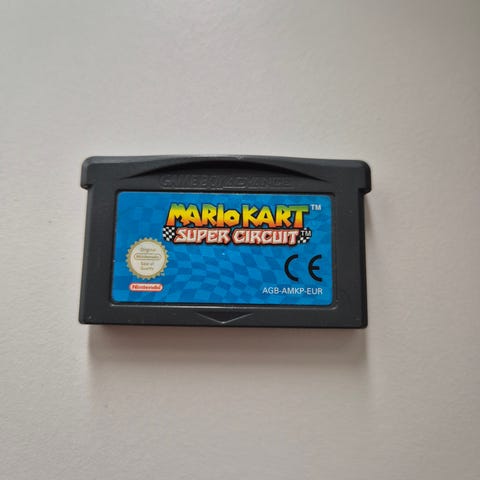 GAME BOY ADVANCE
MARIO KART™
SUPER CIRCUIT™
Original
Nintendo
Seal of
Quality
Nintendo
CE
AGB-AMKP-EUR